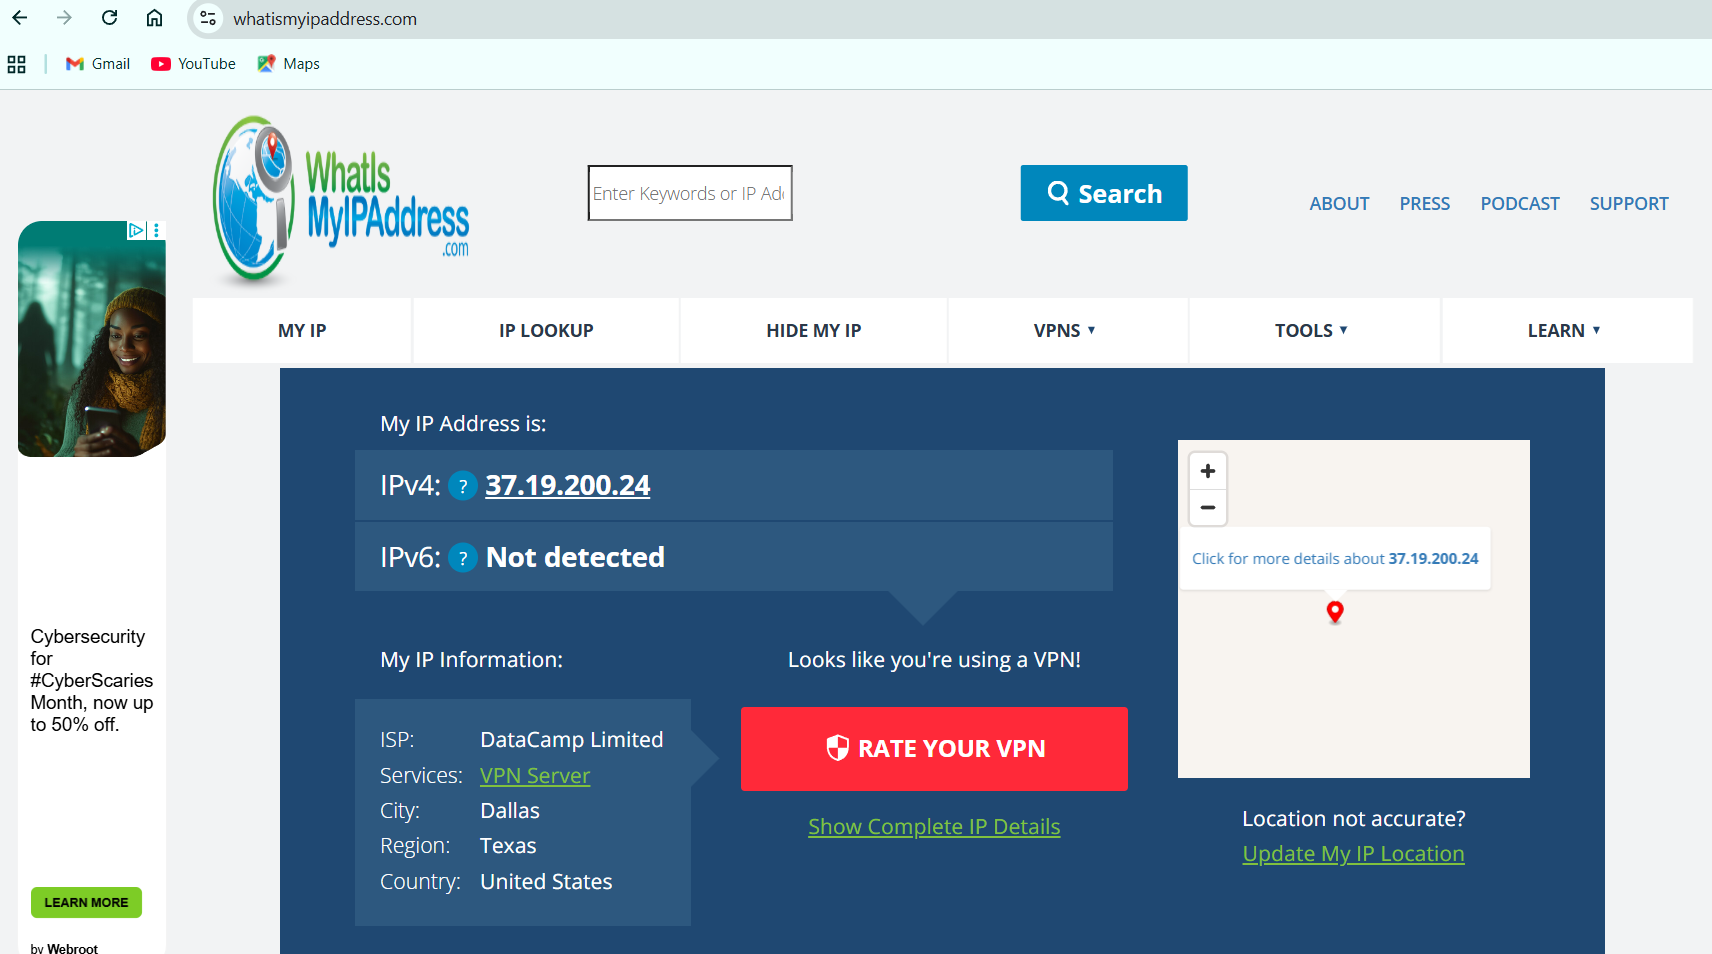 whatismyipaddress.com
Gmail YouTube Maps
WhatIs
MyIPAddress
.com
Enter Keywords or IP Ad
Search
ABOUT PRESS PODCAST SUPPORT
MY IP IP LOOKUP HIDE MY IP VPNS TOOLS LEARN
My IP Address is:
IPv4: ? 37.19.200.24
IPv6: ? Not detected
Click for more details about 37.19.200.24
My IP Information:
Looks like you're using a VPN!
ISP: DataCamp Limited
Services: VPN Server
City: Dallas
Region: Texas
Country: United States
RATE YOUR VPN
Show Complete IP Details
Location not accurate?
Update My IP Location
Cybersecurity
for
#CyberScaries
Month, now up
to 50% off.
LEARN MORE
by Webroot